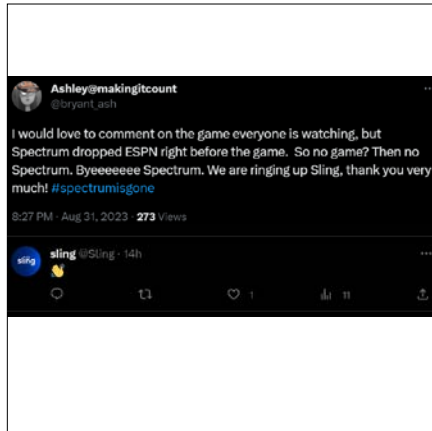 Ashley@makingitcount
@bryant_ash
I would love to comment on the game everyone is watching, but
Spectrum dropped ESPN right before the game. So no game? Then no
Spectrum. Byeeeeeee Spectrum. We are ringing up Sling, thank you very
much! #spectrumisgone
8:27 PM · Aug 31, 2023 · 273 Views
sling
sling @Sling · 14h
👋
1
11